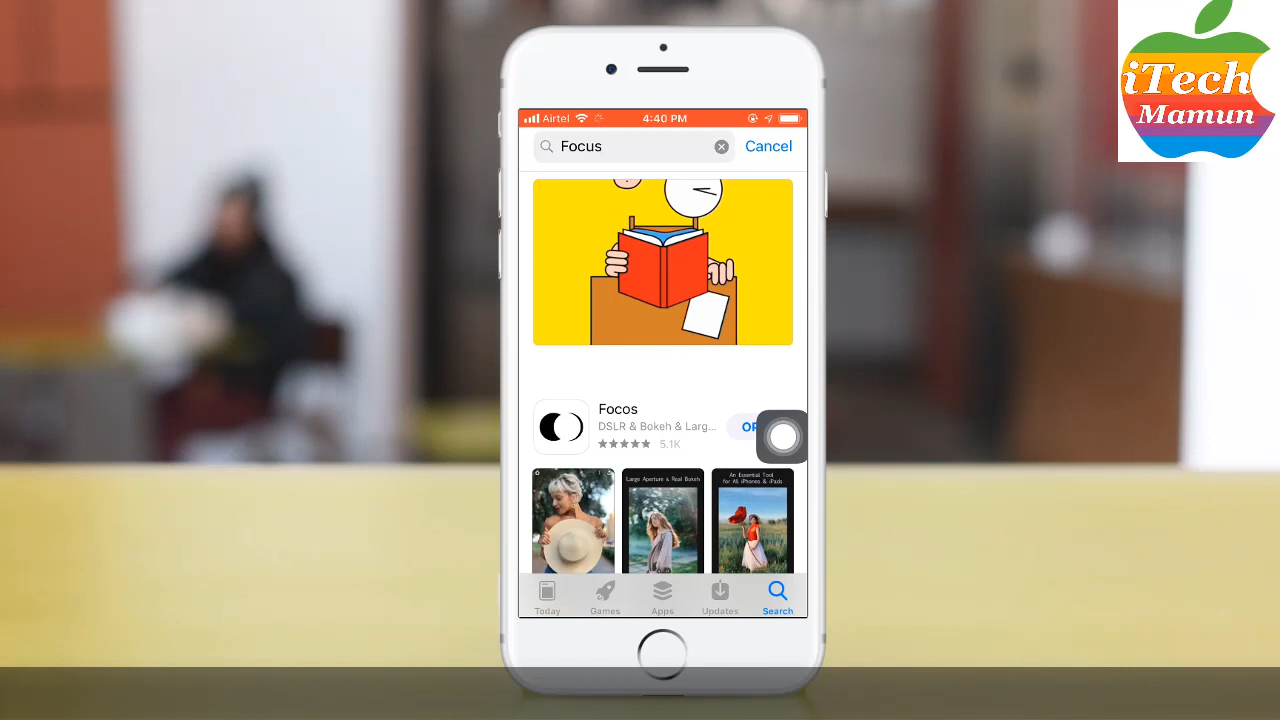 iTech
Mamun
Airtel 4:40 PM
Focus Cancel
Focos
DSLR & Bokeh & Larg...
5.1K
Large Aperture & Real Bokeh
An Essential Tool
for All iPhones & iPads
Today Games Apps Updates Search